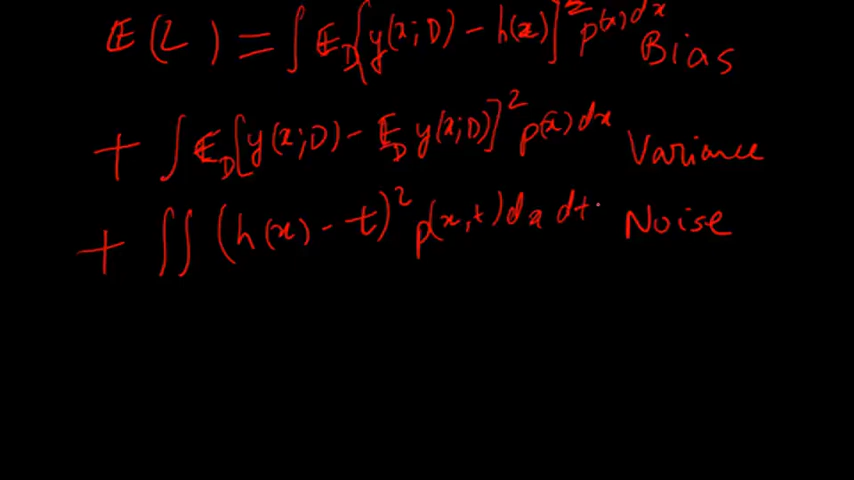 E(L) = ∫ E_D[y(x;D) - h(x)]² p(x)dx Bias
+ ∫ E_D[y(x;D) - E_D y(x;D)]² p(x)dx Variance
+ ∫∫ (h(x) - t)² p(x,t)dx dt. Noise